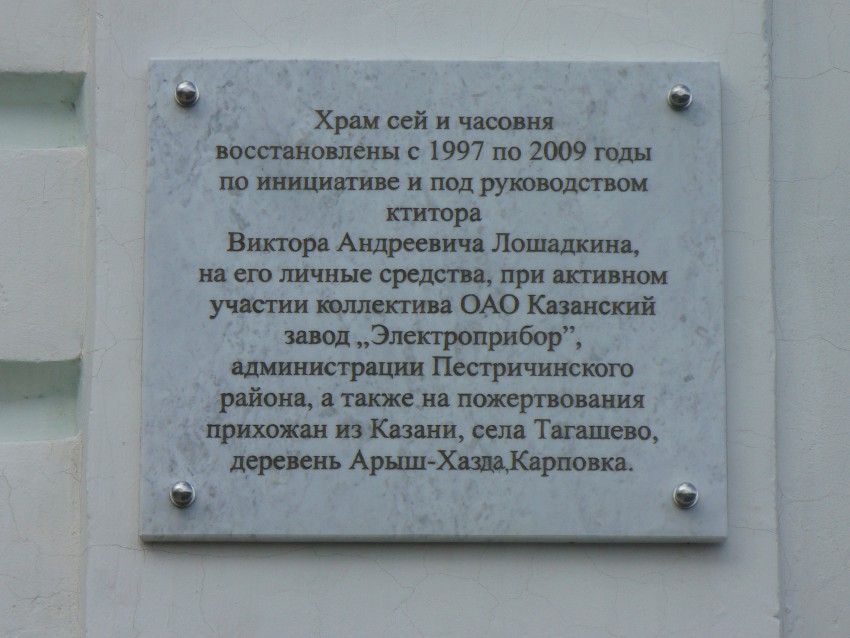 Храм сей и часовня
восстановлены с 1997 по 2009 годы
по инициативе и под руководством
ктитора
Виктора Андреевича Лошадкина,
на его личные средства, при активном
участии коллектива ОАО Казанский
завод „Электроприбор”,
администрации Пестричинского
района, а также на пожертвования
прихожан из Казани, села Тагашево,
деревень Арыш-Хазда,Карповка.